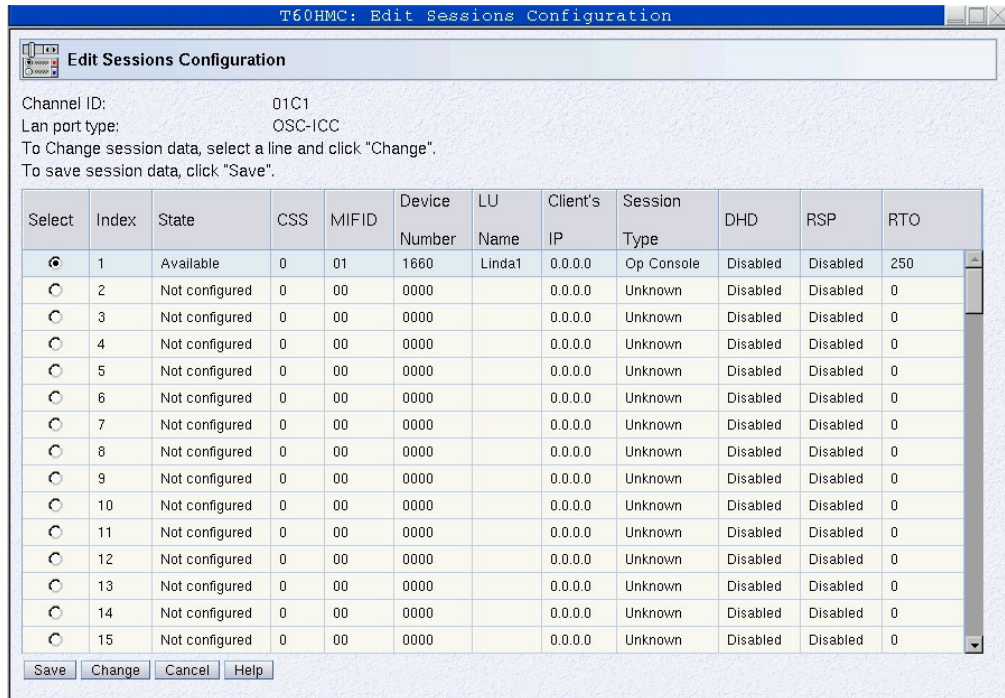 T60HMC: Edit Sessions Configuration
Edit Sessions Configuration
Channel ID: 01C1
Lan port type: OSC-ICC
To Change session data, select a line and click "Change".
To save session data, click "Save".
Select Index State CSS MIFID Device Number LU Name Client's IP Session Type DHD RSP RTO
1 Available 0 01 1660 Linda1 0.0.0.0 Op Console Disabled Disabled 250
2 Not configured 0 00 0000 0.0.0.0 Unknown Disabled Disabled 0
3 Not configured 0 00 0000 0.0.0.0 Unknown Disabled Disabled 0
4 Not configured 0 00 0000 0.0.0.0 Unknown Disabled Disabled 0
5 Not configured 0 00 0000 0.0.0.0 Unknown Disabled Disabled 0
6 Not configured 0 00 0000 0.0.0.0 Unknown Disabled Disabled 0
7 Not configured 0 00 0000 0.0.0.0 Unknown Disabled Disabled 0
8 Not configured 0 00 0000 0.0.0.0 Unknown Disabled Disabled 0
9 Not configured 0 00 0000 0.0.0.0 Unknown Disabled Disabled 0
10 Not configured 0 00 0000 0.0.0.0 Unknown Disabled Disabled 0
11 Not configured 0 00 0000 0.0.0.0 Unknown Disabled Disabled 0
12 Not configured 0 00 0000 0.0.0.0 Unknown Disabled Disabled 0
13 Not configured 0 00 0000 0.0.0.0 Unknown Disabled Disabled 0
14 Not configured 0 00 0000 0.0.0.0 Unknown Disabled Disabled 0
15 Not configured 0 00 0000 0.0.0.0 Unknown Disabled Disabled 0
Save Change Cancel Help